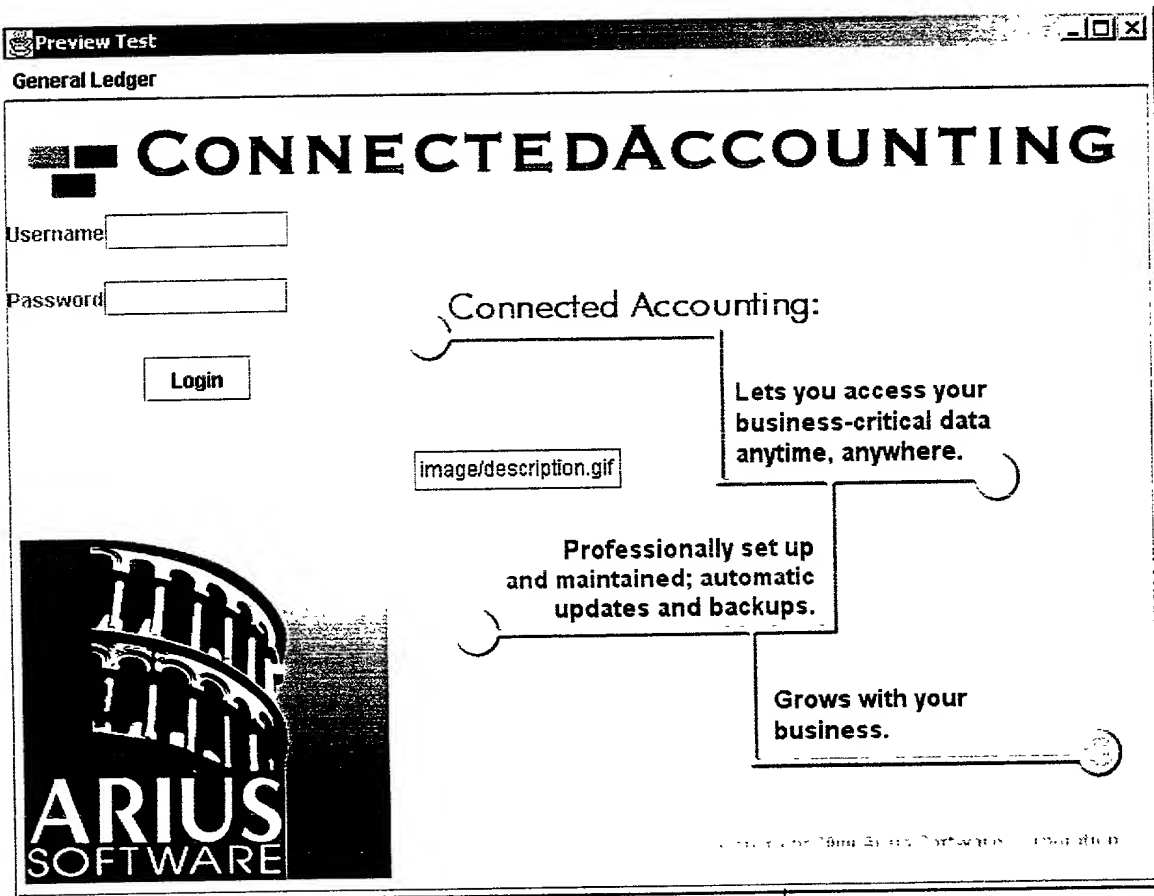 Preview Test
General Ledger
CONNECTEDACCOUNTING
Username
Password
Login
Connected Accounting:
Lets you access your
business-critical data
anytime, anywhere.
image/description.gif
Professionally set up
and maintained; automatic
updates and backups.
Grows with your
business.
ARIUS
SOFTWARE